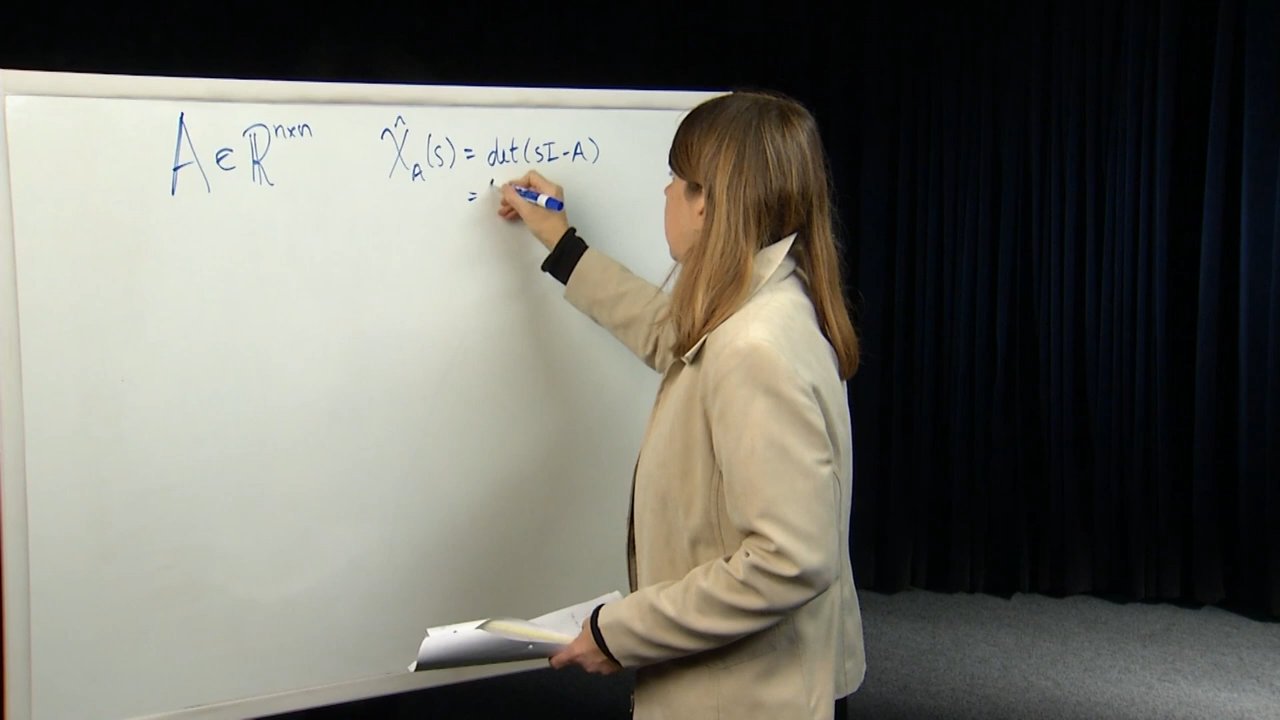 A ∈ ℝⁿˣⁿ χ̂_A(s) = det(sI-A)
=